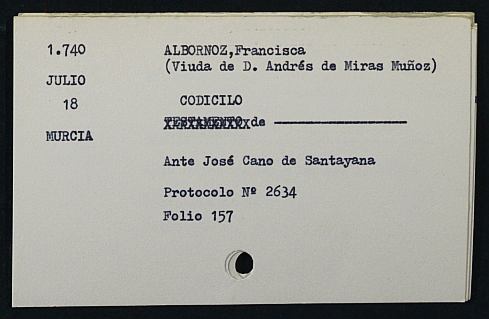 1.740
ALBORNOZ,Francisca
(Viuda de D. Andrés de Miras Muñoz)
JULIO
18
CODICILO
TESTAMENTO de
MURCIA
Ante José Cano de Santayana
Protocolo Nº 2634
Folio 157